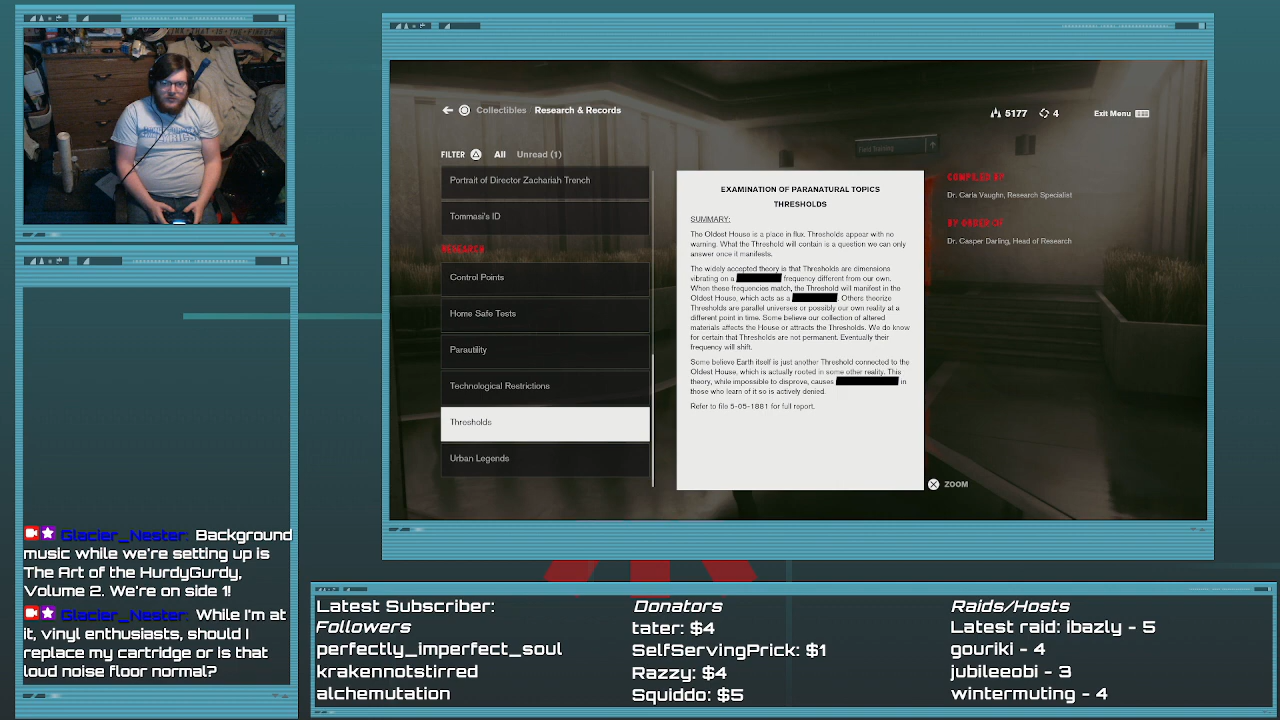 Collectibles Research & Records
5177 4 Exit Menu
FILTER All Unread (1)
Portrait of Director Zachariah Trench
Tommasi's ID
RESEARCH
Control Points
Home Safe Tests
Parautility
Technological Restrictions
Thresholds
Urban Legends
EXAMINATION OF PARANATURAL TOPICS
THRESHOLDS
SUMMARY:
The Oldest House is a place in flux. Thresholds appear with no
warning. What the Threshold will contain is a question we can only
answer once it manifests.
The widely accepted theory is that Thresholds are dimensions
vibrating on a frequency different from our own.
When these frequencies match, the Threshold will manifest in the
Oldest House, which acts as a . Others theorize
Thresholds are parallel universes or possibly our own reality at a
different point in time. Some believe our collection of altered
materials affects the House or attracts the Thresholds. We do know
for certain that Thresholds are not permanent. Eventually their
frequency will shift.
Some believe Earth itself is just another Threshold connected to the
Oldest House, which is actually rooted in some other reality. This
theory, while impossible to disprove, causes in
those who learn of it so is actively denied.
Refer to file 5-05-1881 for full report.
ZOOM
COMPILED BY
Dr. Carla Vaughn, Research Specialist
BY ORDER OF
Dr. Casper Darling, Head of Research
Glacier_Nester: Background
music while we're setting up is
The Art of the HurdyGurdy,
Volume 2. We're on side 1!
Glacier_Nester: While I'm at
it, vinyl enthusiasts, should I
replace my cartridge or is that
loud noise floor normal?
Latest Subscriber:
Followers
perfectly_imperfect_soul
krakennotstirred
alchemutation
Donators
tater: $4
SelfServingPrick: $1
Razzy: $4
Squiddo: $5
Raids/Hosts
Latest raid: ibazly - 5
gouriki - 4
jubileeobi - 3
wintermuting - 4